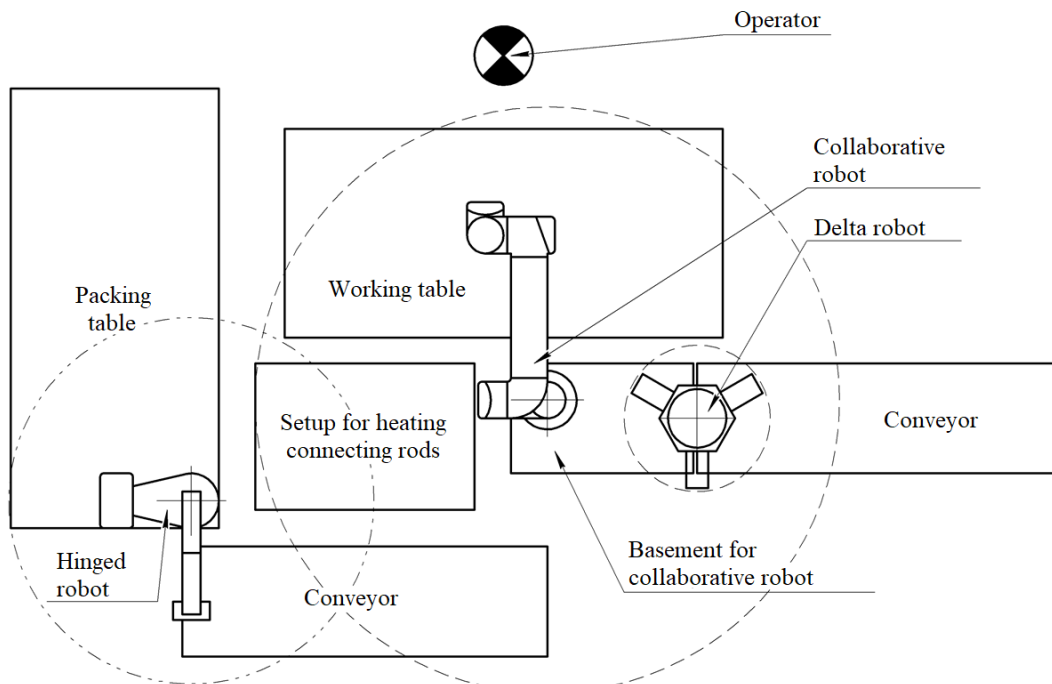 Operator
Collaborative
robot
Delta robot
Working table
Packing
table
Setup for heating
connecting rods
Conveyor
Hinged
robot
Basement for
collaborative robot
Conveyor